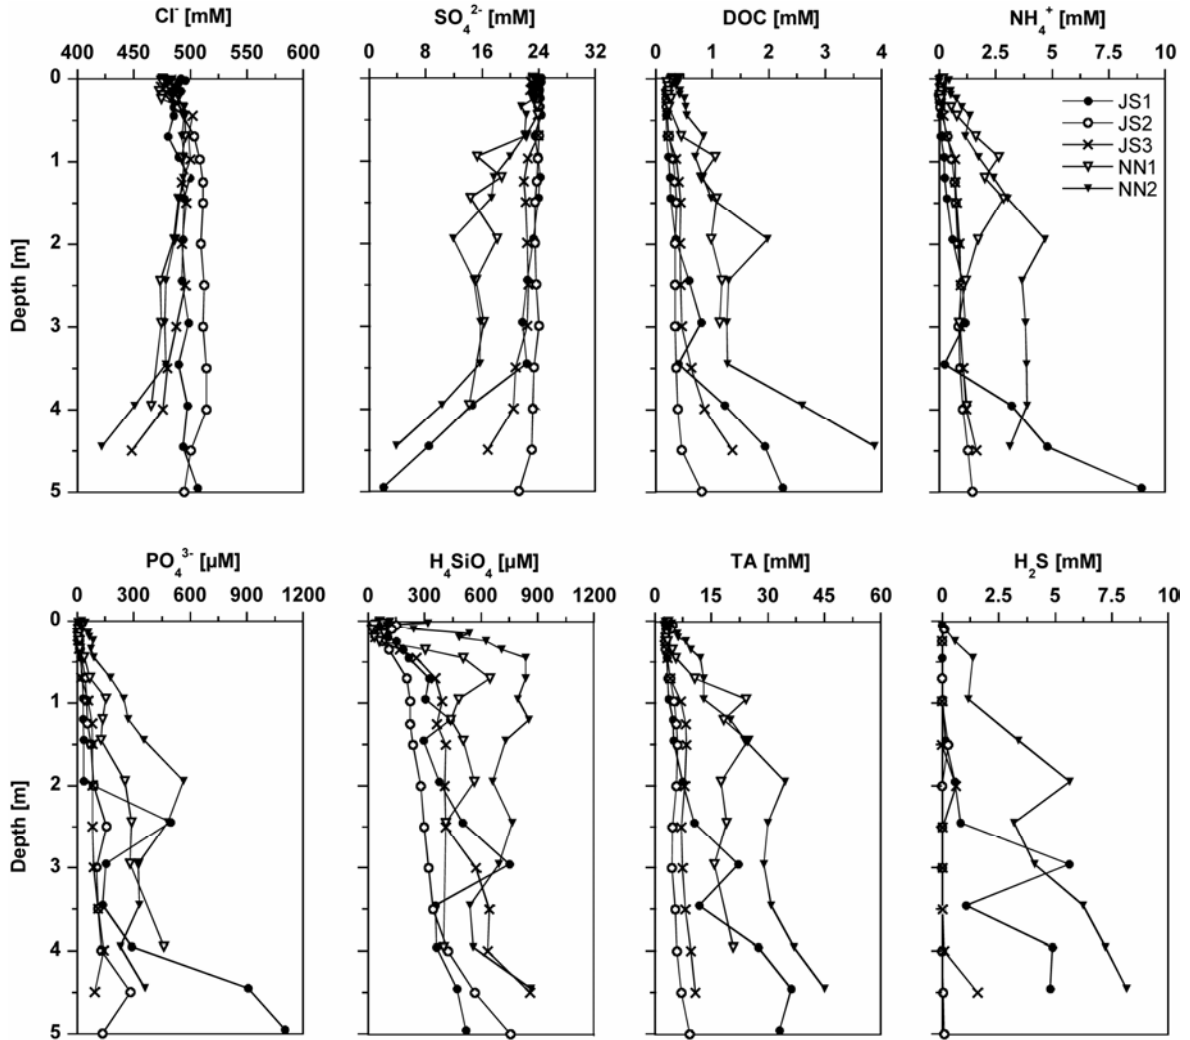 Cl⁻ [mM] SO₄²⁻ [mM] DOC [mM] NH₄⁺ [mM]
400 450 500 550 600 0 8 16 24 32 0 1 2 3 4 0 2.5 5 7.5 10
0
1
2
3
4
5
Depth [m]
JS1
JS2
JS3
NN1
NN2
PO₄³⁻ [µM] H₄SiO₄ [µM] TA [mM] H₂S [mM]
0 300 600 900 1200 0 300 600 900 1200 0 15 30 45 60 0 2.5 5 7.5 10
0
1
2
3
4
5
Depth [m]